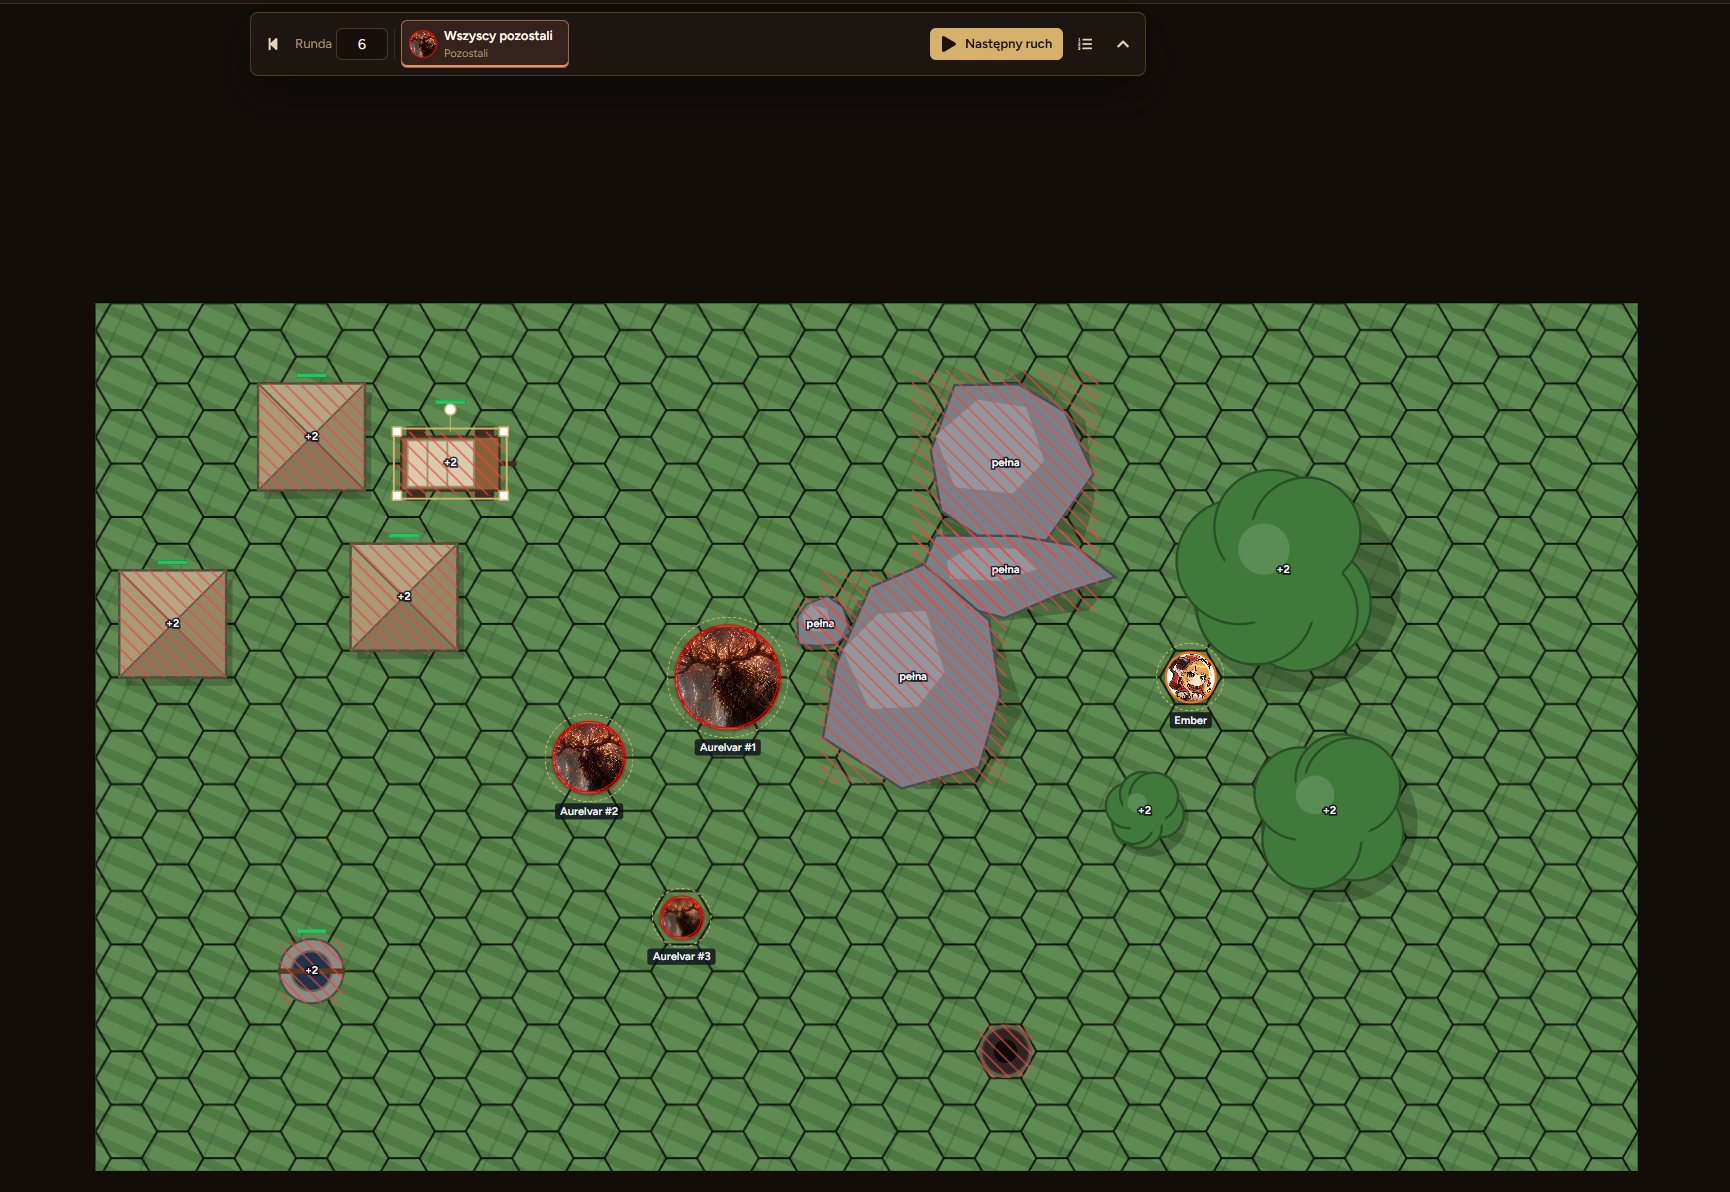 Runda
6
Wszyscy pozostali
Pozostali
Następny ruch
+2
+2
pełna
pełna
+2
+2
+2
pełna
pełna
Ember
Aurelvar #1
Aurelvar #2
+2
+2
Aurelvar #3
+2